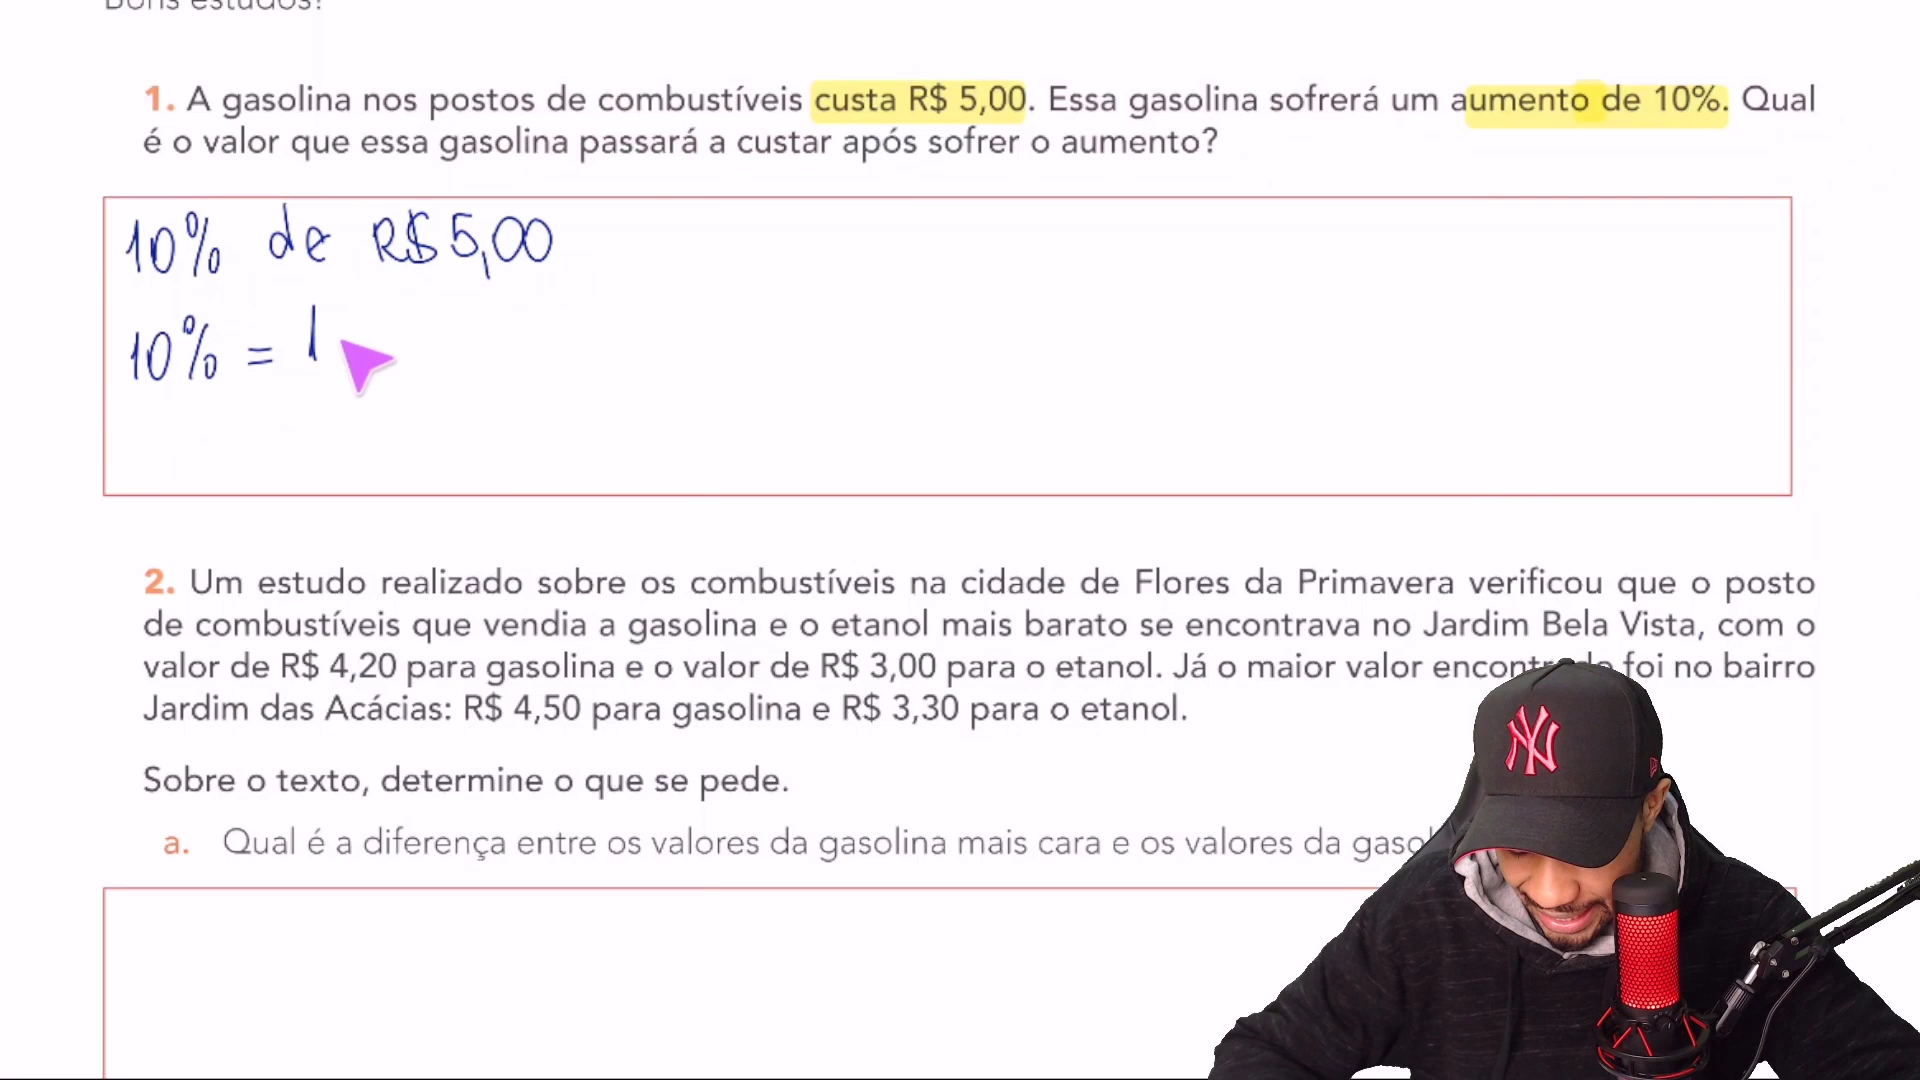 Bons estudos!
1. A gasolina nos postos de combustíveis custa R$ 5,00. Essa gasolina sofrerá um aumento de 10%. Qual
é o valor que essa gasolina passará a custar após sofrer o aumento?
10% de R$5,00
10% = 1
2. Um estudo realizado sobre os combustíveis na cidade de Flores da Primavera verificou que o posto
de combustíveis que vendia a gasolina e o etanol mais barato se encontrava no Jardim Bela Vista, com o
valor de R$ 4,20 para gasolina e o valor de R$ 3,00 para o etanol. Já o maior valor encontrado foi no bairro
Jardim das Acácias: R$ 4,50 para gasolina e R$ 3,30 para o etanol.
Sobre o texto, determine o que se pede.
a. Qual é a diferença entre os valores da gasolina mais cara e os valores da
NY